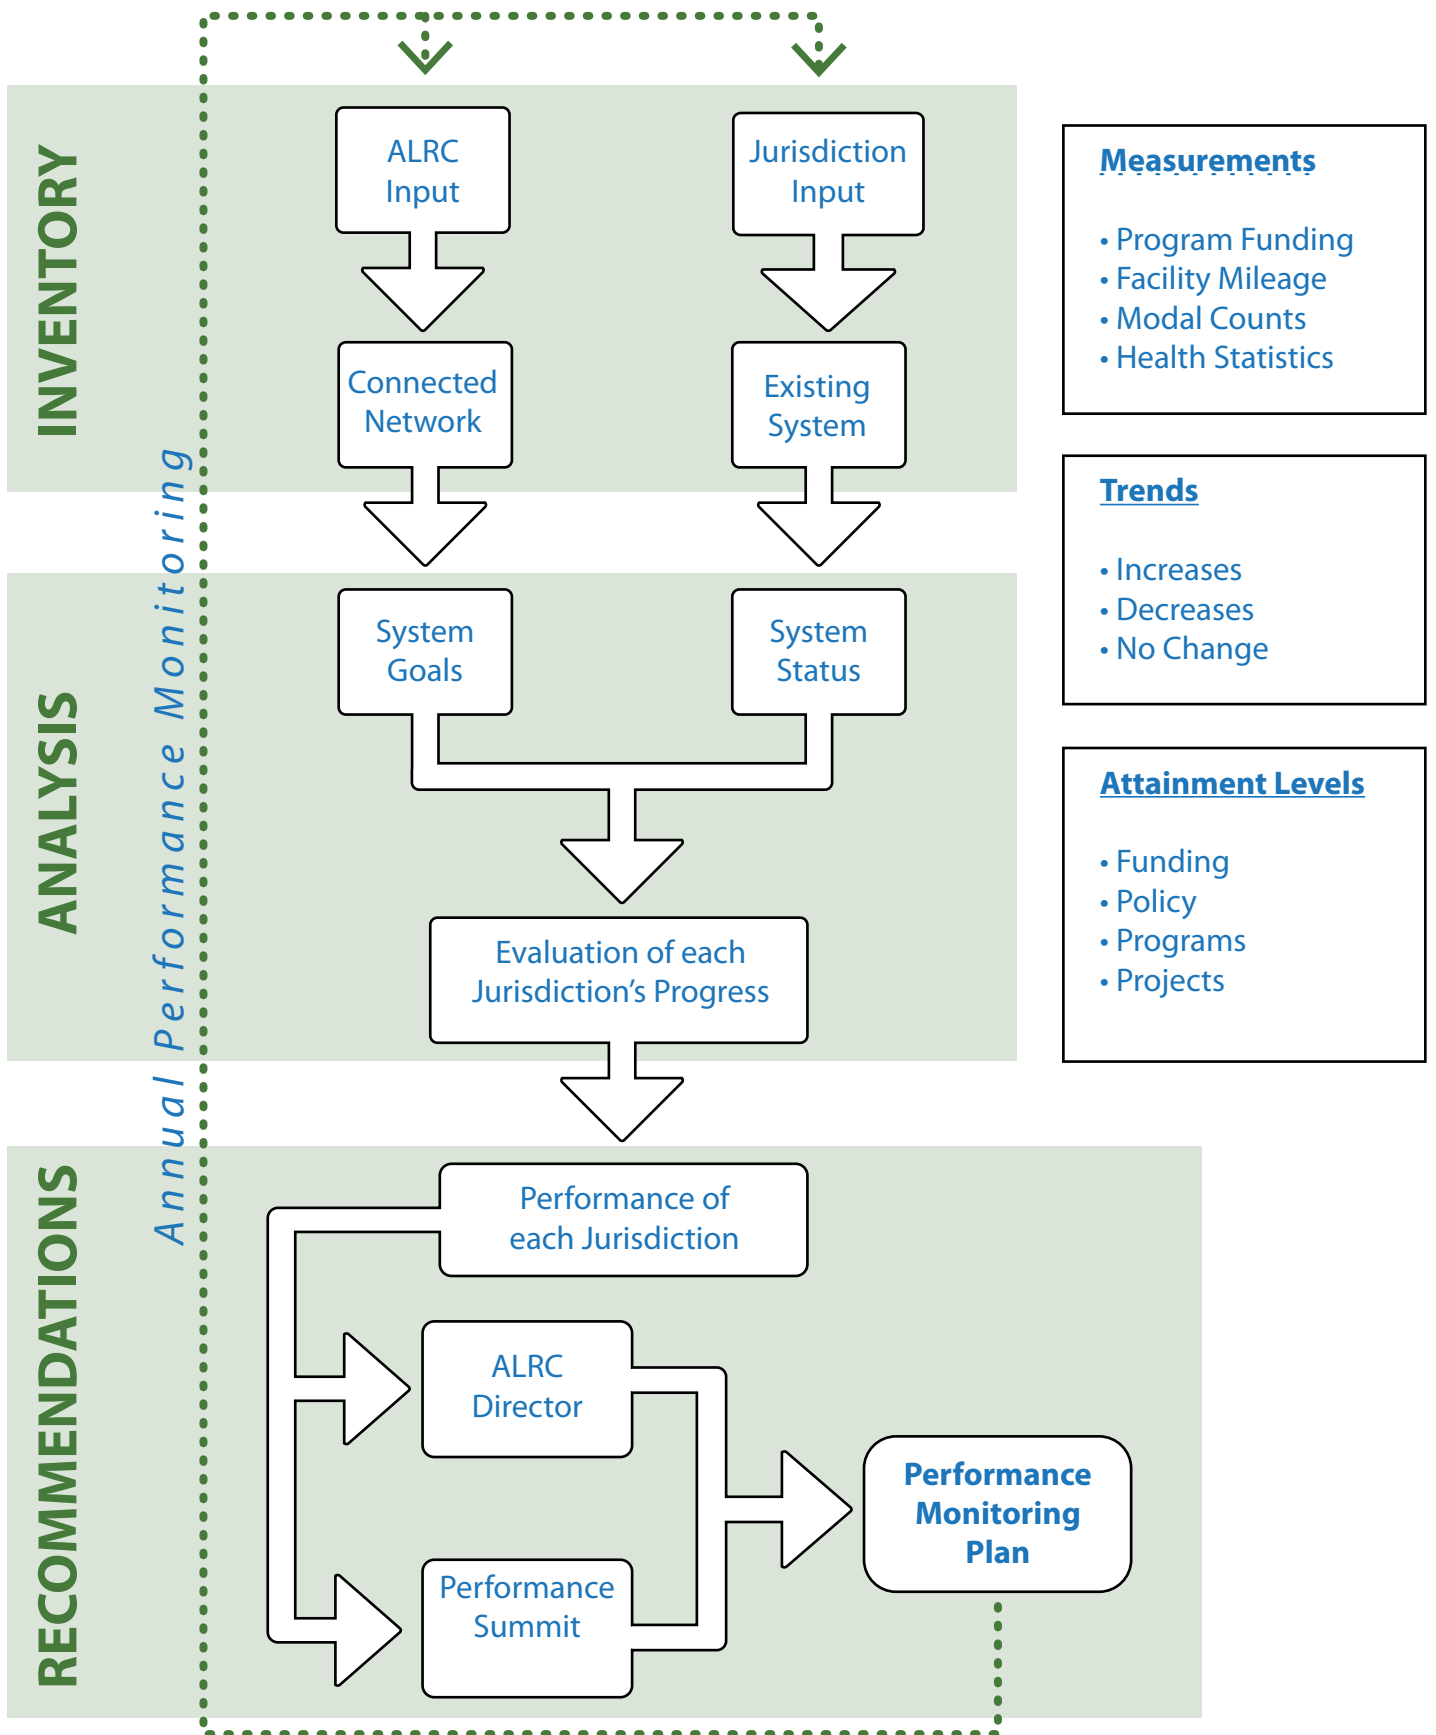 INVENTORY
ALRC
Input
Jurisdiction
Input
Connected
Network
Existing
System
Measurements
• Program Funding
• Facility Mileage
• Modal Counts
• Health Statistics
Trends
• Increases
• Decreases
• No Change
Annual Performance Monitoring
ANALYSIS
System
Goals
System
Status
Evaluation of each
Jurisdiction’s Progress
Attainment Levels
• Funding
• Policy
• Programs
• Projects
RECOMMENDATIONS
Performance of
each Jurisdiction
ALRC
Director
Performance
Summit
Performance
Monitoring
Plan